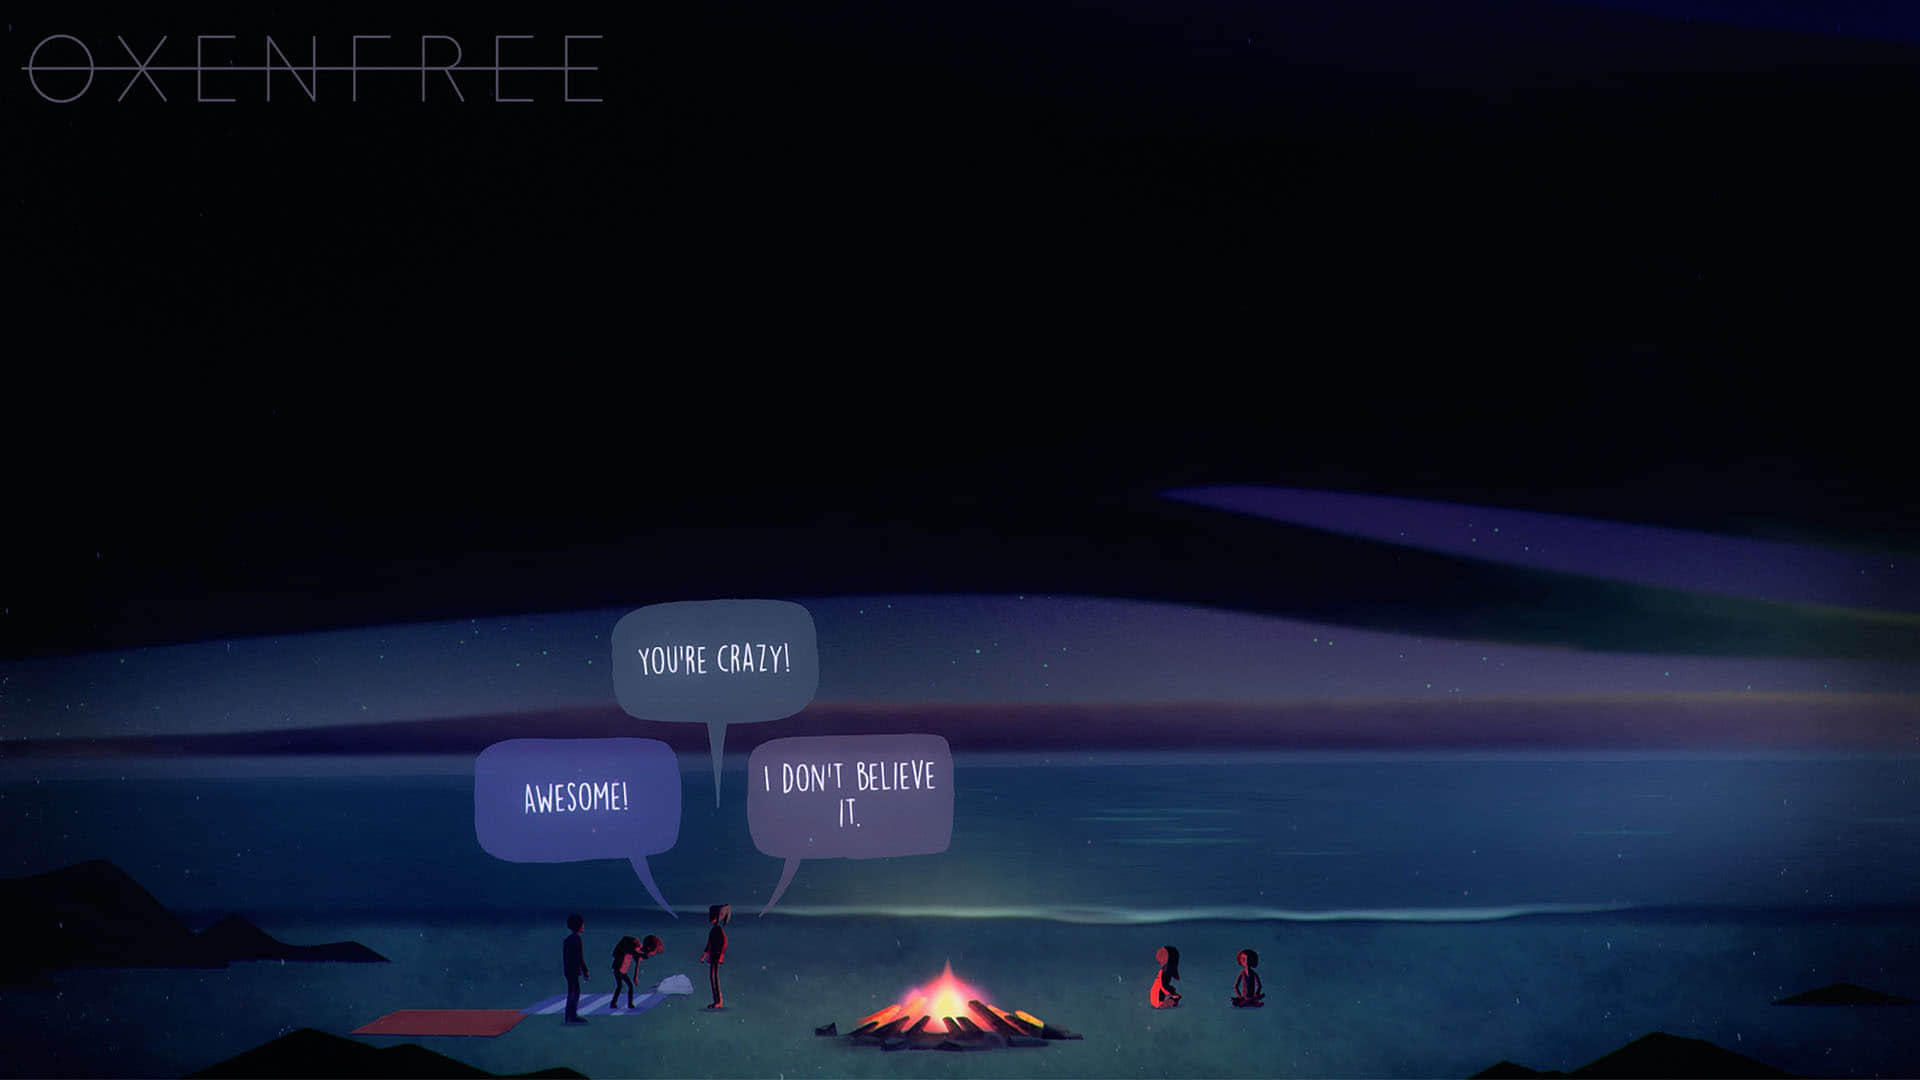 OXENFREE
YOU'RE CRAZY!
AWESOME!
I DON'T BELIEVE
IT.